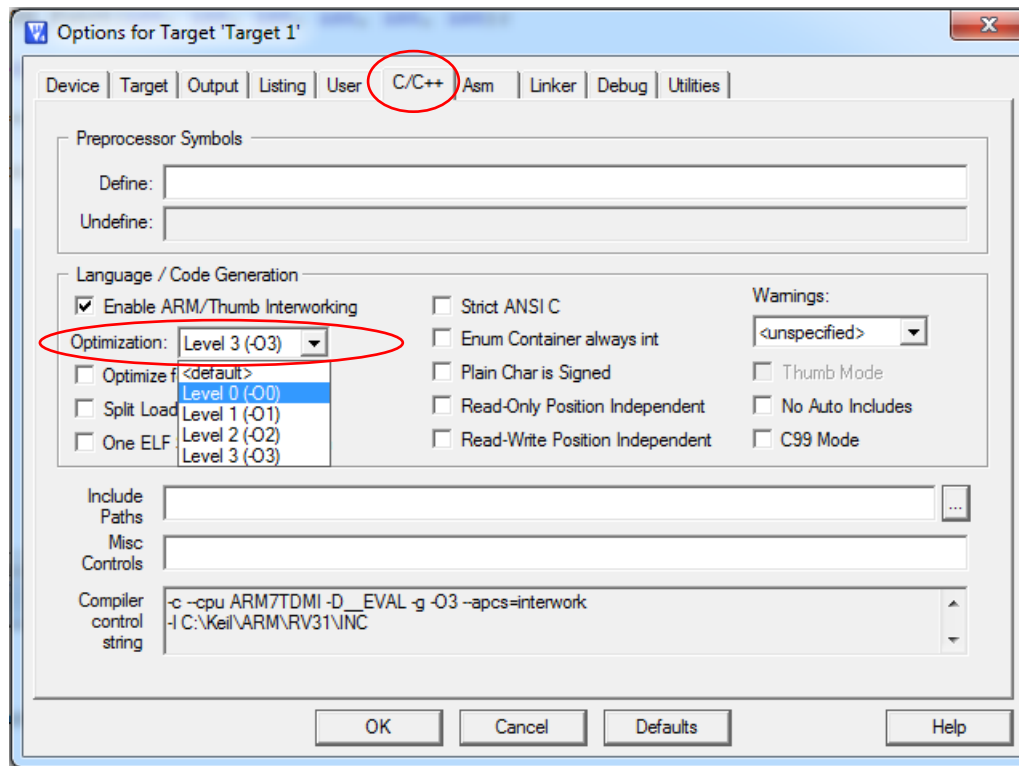 Options for Target 'Target 1'
Device Target Output Listing User C/C++ Asm Linker Debug Utilities
Preprocessor Symbols
Define:
Undefine:
Language / Code Generation
Enable ARM/Thumb Interworking
Strict ANSI C
Warnings:
Optimization: Level 3 (-O3)
Enum Container always int
<unspecified>
<default>
Optimize f
Plain Char is Signed
Thumb Mode
Level 0 (-O0)
Split Load
Level 1 (-O1)
Read-Only Position Independent
No Auto Includes
Level 2 (-O2)
One ELF
Read-Write Position Independent
C99 Mode
Level 3 (-O3)
Include
Paths
...
Misc
Controls
Compiler
control
string
-c --cpu ARM7TDMI -D__EVAL -g -O3 --apcs=interwork
-I C:\Keil\ARM\RV31\INC
OK Cancel Defaults Help